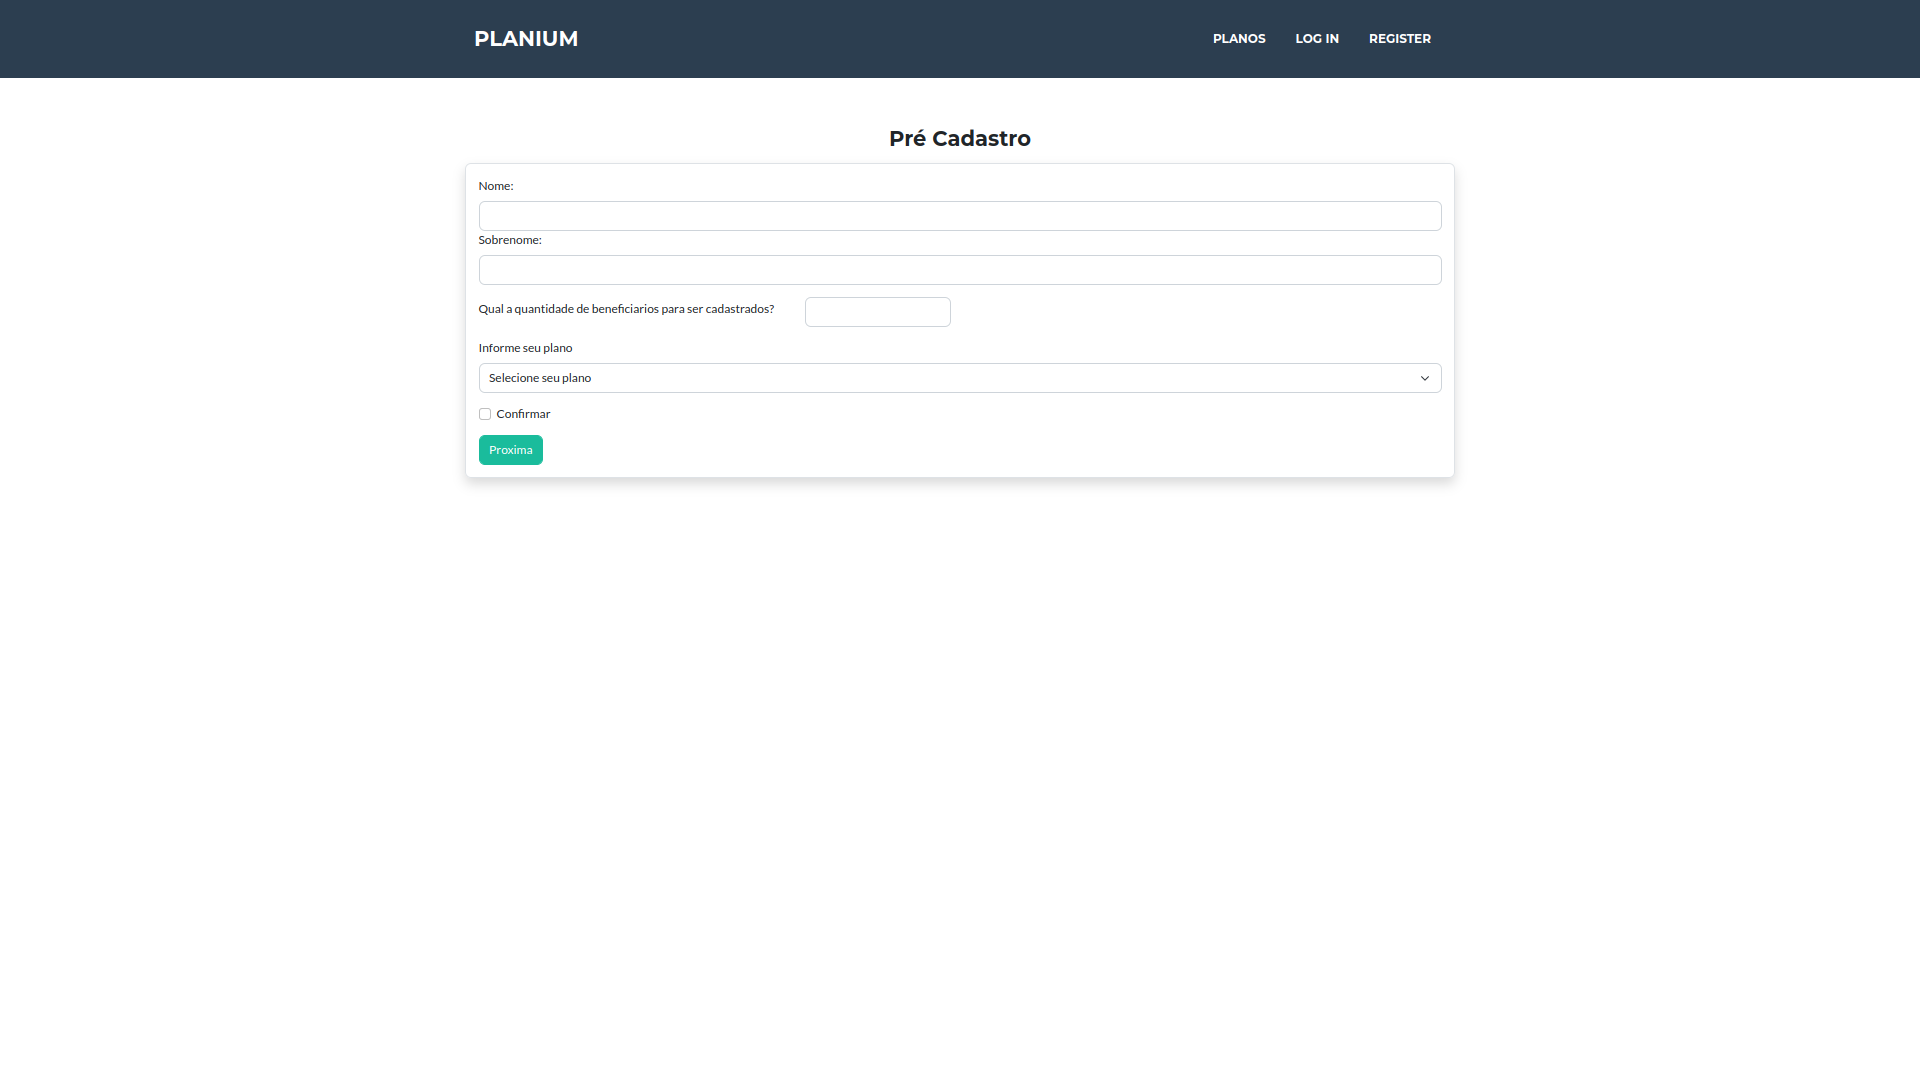 PLANIUM
PLANOS LOG IN REGISTER
Pré Cadastro
Nome:
Sobrenome:
Qual a quantidade de beneficiarios para ser cadastrados?
Informe seu plano
Selecione seu plano
Confirmar
Proxima